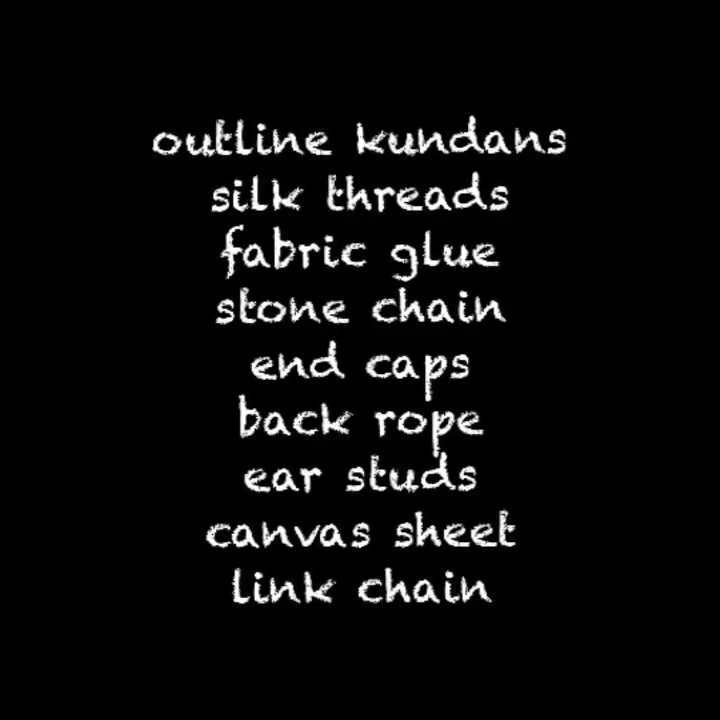 outline kundans
silk threads
fabric glue
stone chain
end caps
back rope
ear studs
canvas sheet
link chain